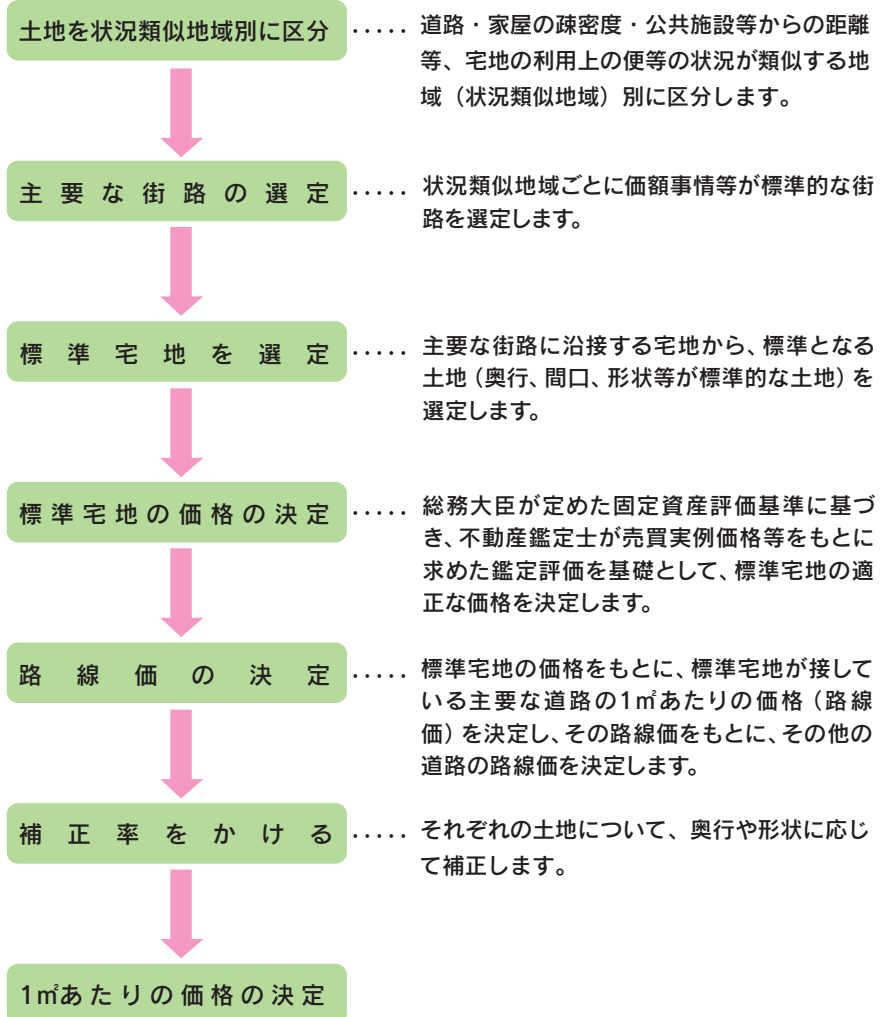 土地を状況類似地域別に区分 ..... 道路・家屋の疎密度・公共施設等からの距離
等、宅地の利用上の便等の状況が類似する地
域（状況類似地域）別に区分します。
主要な街路の選定 ..... 状況類似地域ごとに価額事情等が標準的な街
路を選定します。
標準宅地を選定 ..... 主要な街路に沿接する宅地から、標準となる
土地（奥行、間口、形状等が標準的な土地）を
選定します。
標準宅地の価格の決定 ..... 総務大臣が定めた固定資産評価基準に基づ
き、不動産鑑定士が売買実例価格等をもとに
求めた鑑定評価を基礎として、標準宅地の適
正な価格を決定します。
路線価の決定 ..... 標準宅地の価格をもとに、標準宅地が接して
いる主要な道路の1㎡あたりの価格（路線
価）を決定し、その路線価をもとに、その他の
道路の路線価を決定します。
補正率をかける ..... それぞれの土地について、奥行や形状に応じ
て補正します。
1㎡あたりの価格の決定